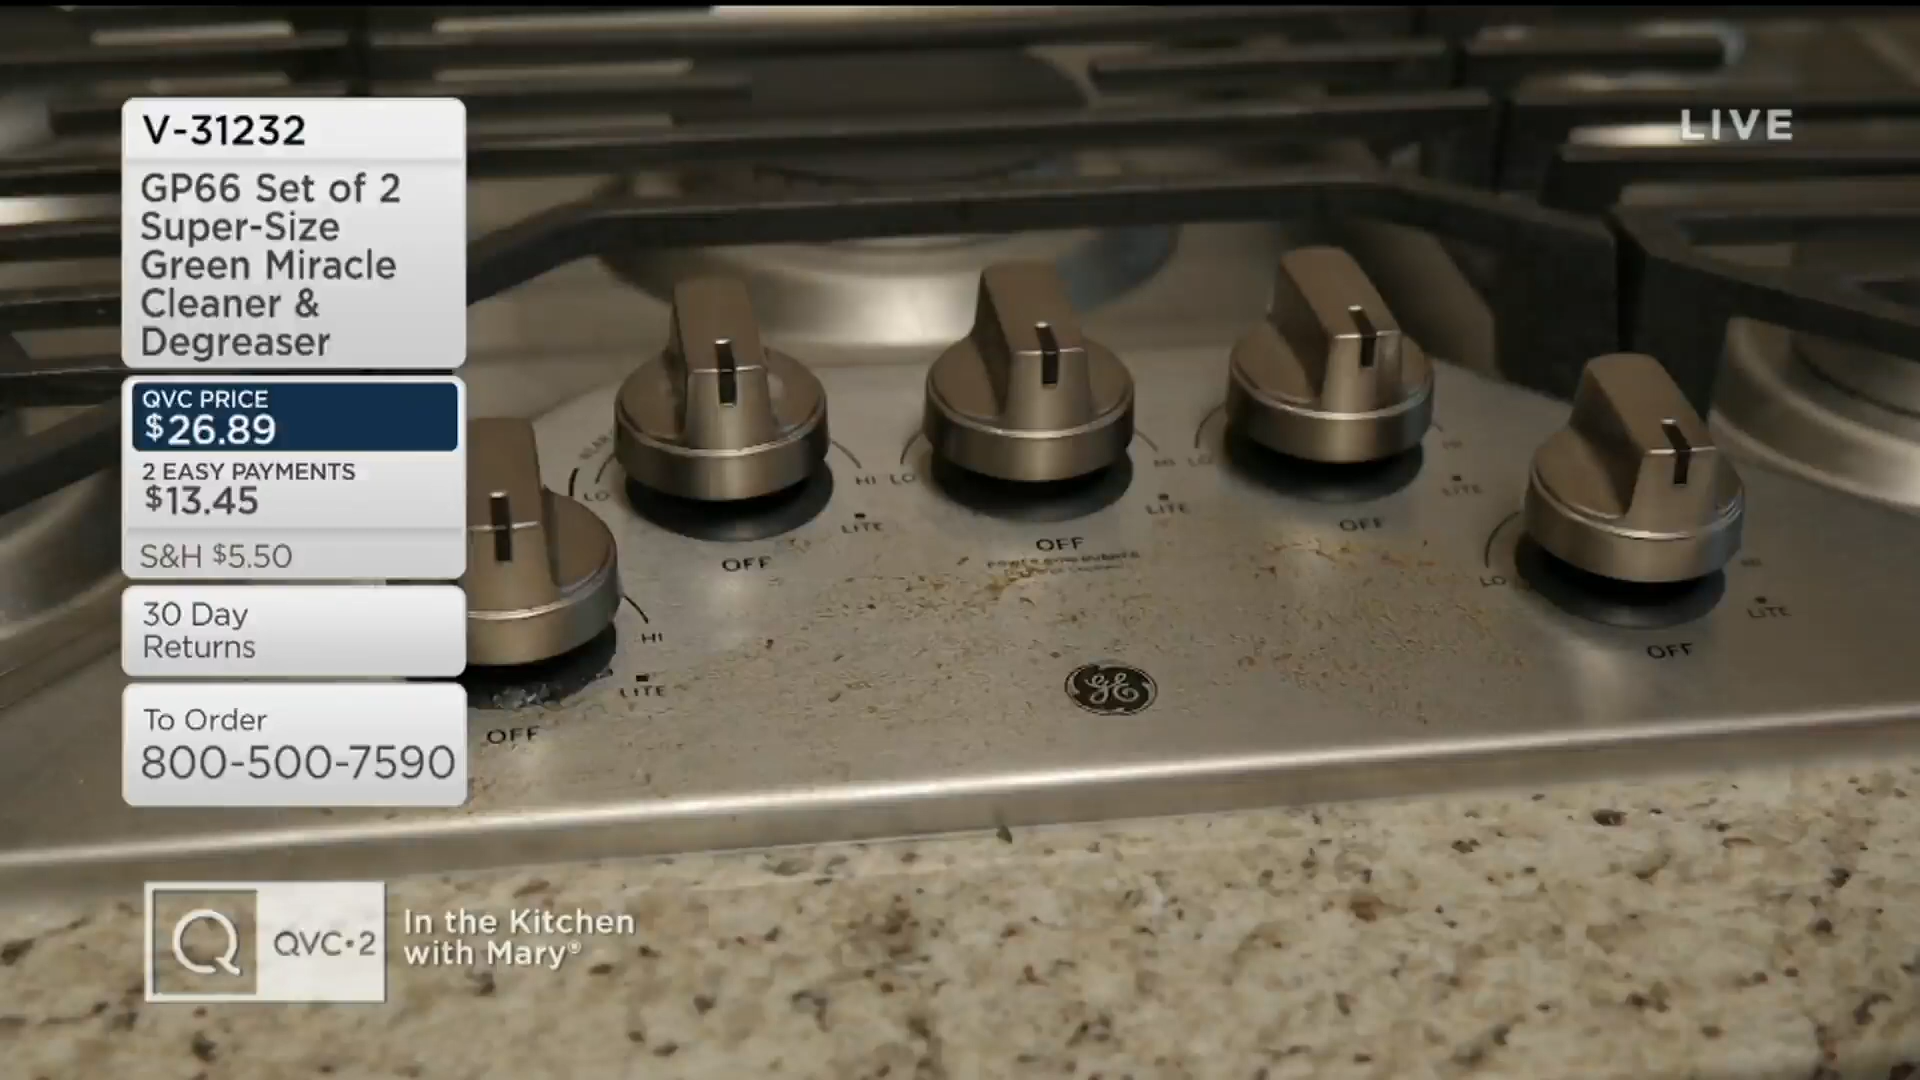 V-31232
GP66 Set of 2
Super-Size
Green Miracle
Cleaner &
Degreaser
QVC PRICE
$26.89
2 EASY PAYMENTS
$13.45
S&H $5.50
30 Day
Returns
To Order
800-500-7590
LIVE
LO
HI
LITE
OFF
LO
HI
LITE
OFF
LO
LITE
OFF
LO
LITE
OFF
HI
LITE
OFF
GE
Q
QVC•2
In the Kitchen
with Mary®